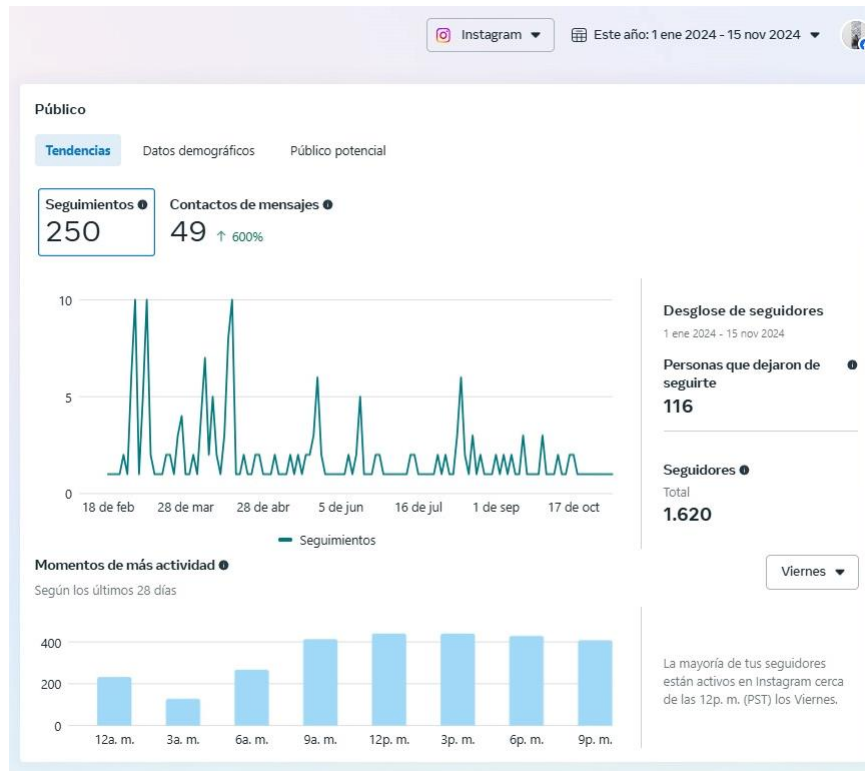 Instagram
Este año: 1 ene 2024 - 15 nov 2024
Público
Tendencias
Datos demográficos
Público potencial
Seguimientos
250
Contactos de mensajes
49 ↑ 600%
10
5
0
18 de feb
28 de mar
28 de abr
5 de jun
16 de jul
1 de sep
17 de oct
Seguimientos
Desglose de seguidores
1 ene 2024 - 15 nov 2024
Personas que dejaron de
seguirte
116
Seguidores
Total
1.620
Momentos de más actividad
Según los últimos 28 días
Viernes
400
200
0
12a. m.
3a. m.
6a. m.
9a. m.
12p. m.
3p. m.
6p. m.
9p. m.
La mayoría de tus seguidores
están activos en Instagram cerca
de las 12p. m. (PST) los Viernes.